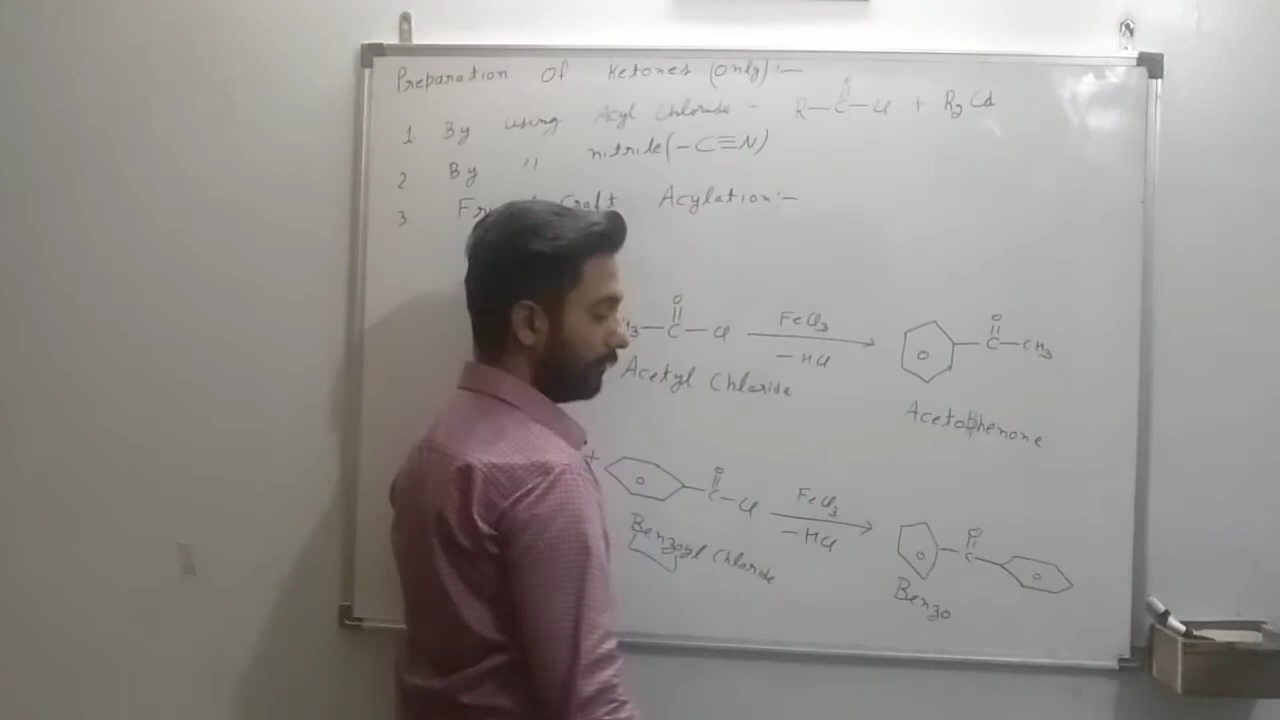 Preparation Of Ketones (Only) :-
1 By using Acyl Chloride :- R-C-Cl + R2Cd
O
2 By '' nitrile (-C≡N)
3 Craft Acylation :-
O
3-C-Cl FeCl3 -HCl
Acetyl Chloride
O
C-CH3
Acetophenone
+ O
C-Cl FeCl3 -HCl
Benzoyl Chloride
O
C
Benzo